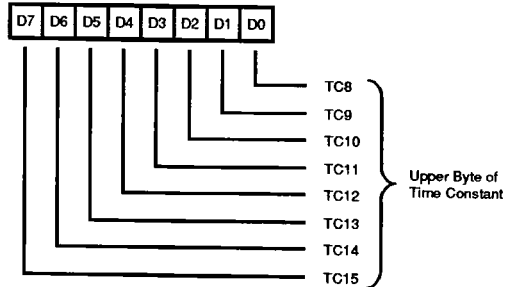 D7 D6 D5 D4 D3 D2 D1 D0
TC8
TC9
TC10
TC11
TC12
TC13
TC14
TC15
Upper Byte of
Time Constant